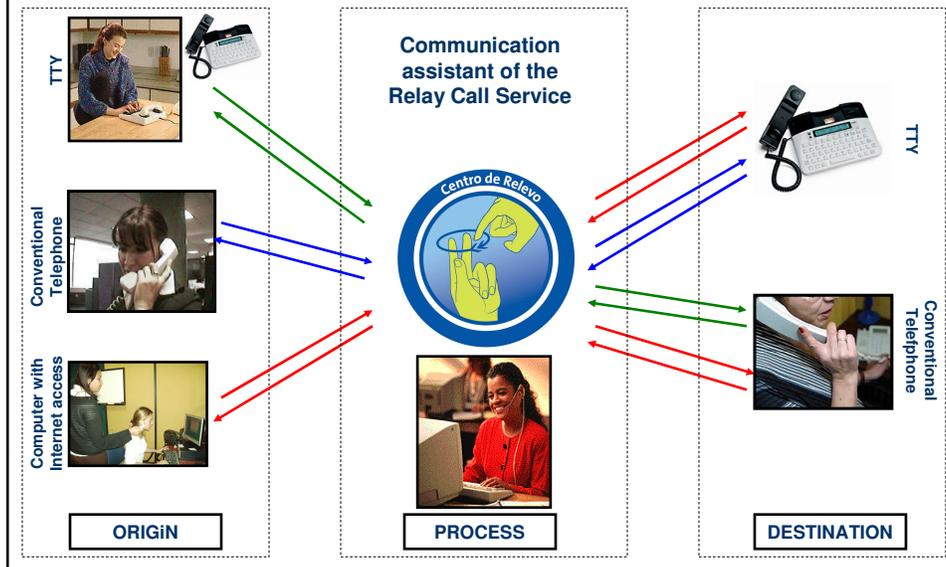 TTY
Conventional
Telephone
Computer with
Internet access
ORIGiN
Communication
assistant of the
Relay Call Service
Centro de Relevo
PROCESS
TTY
Conventional
Telefphone
DESTINATION